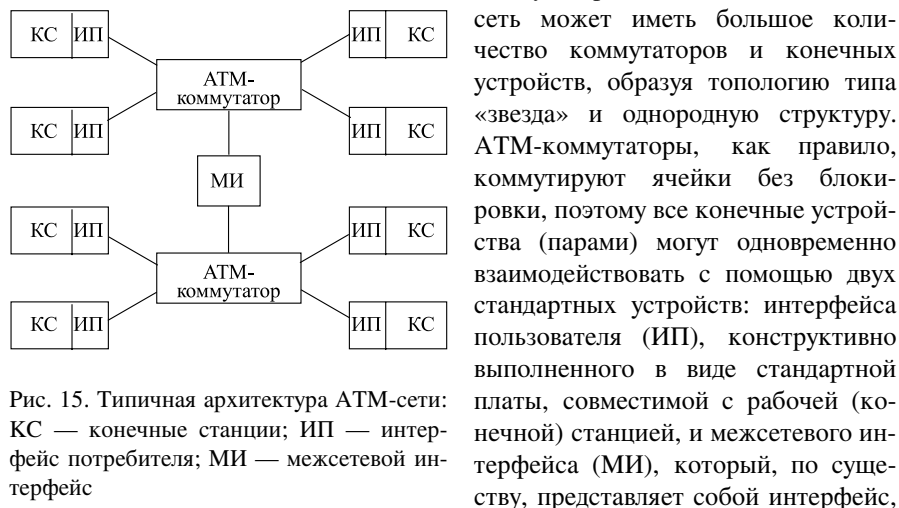 КС ИП ИП КС
АТМ-
коммутатор
КС ИП ИП КС
МИ
КС ИП ИП КС
АТМ-
коммутатор
КС ИП ИП КС
Рис. 15. Типичная архитектура АТМ-сети:
КС — конечные станции; ИП — интер-
фейс потребителя; МИ — межсетевой ин-
терфейс
сеть может иметь большое коли-
чество коммутаторов и конечных
устройств, образуя топологию типа
«звезда» и однородную структуру.
АТМ-коммутаторы, как правило,
коммутируют ячейки без блоки-
ровки, поэтому все конечные устрой-
ства (парами) могут одновременно
взаимодействовать с помощью двух
стандартных устройств: интерфейса
пользователя (ИП), конструктивно
выполненного в виде стандартной
платы, совместимой с рабочей (ко-
нечной) станцией, и межсетевого ин-
терфейса (МИ), который, по суще-
ству, представляет собой интерфейс,